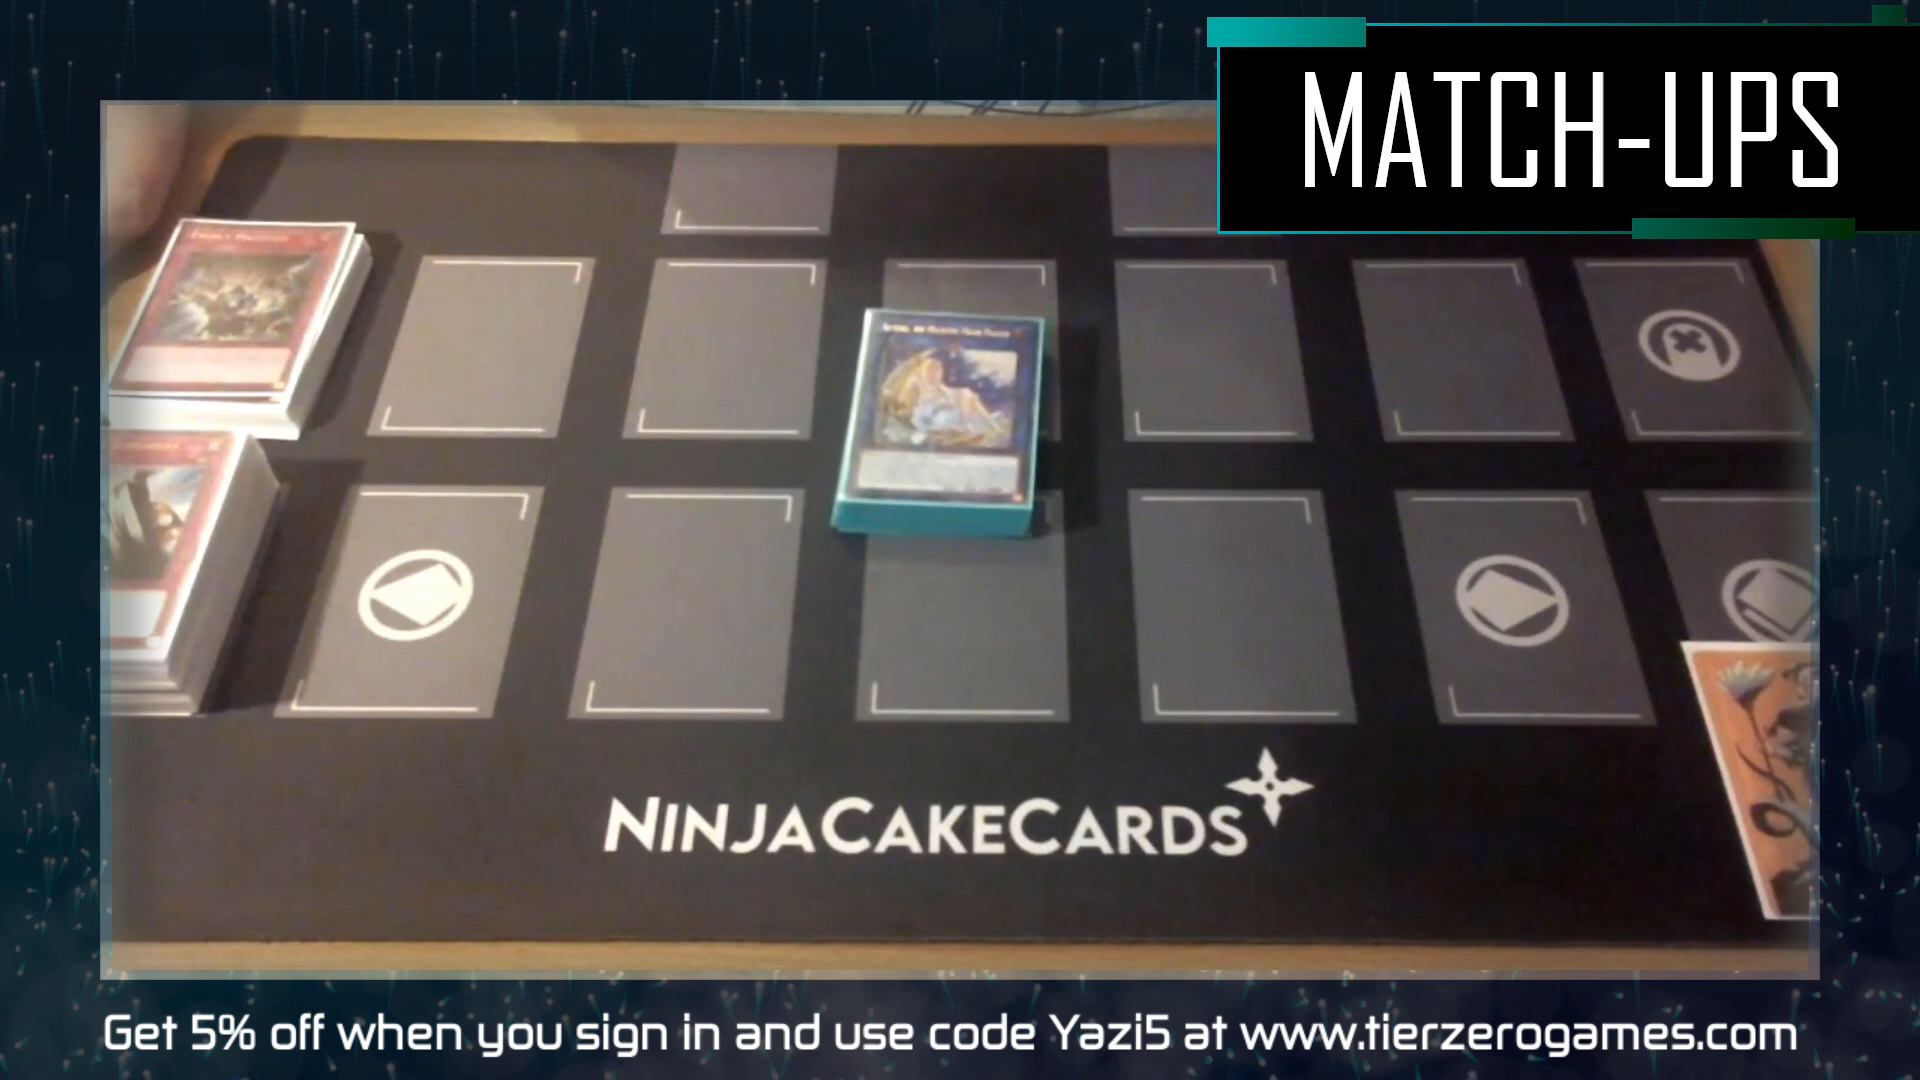 MATCH-UPS
NINJACAKECARDS
Get 5% off when you sign in and use code Yazi5 at www.tierzerogames.com